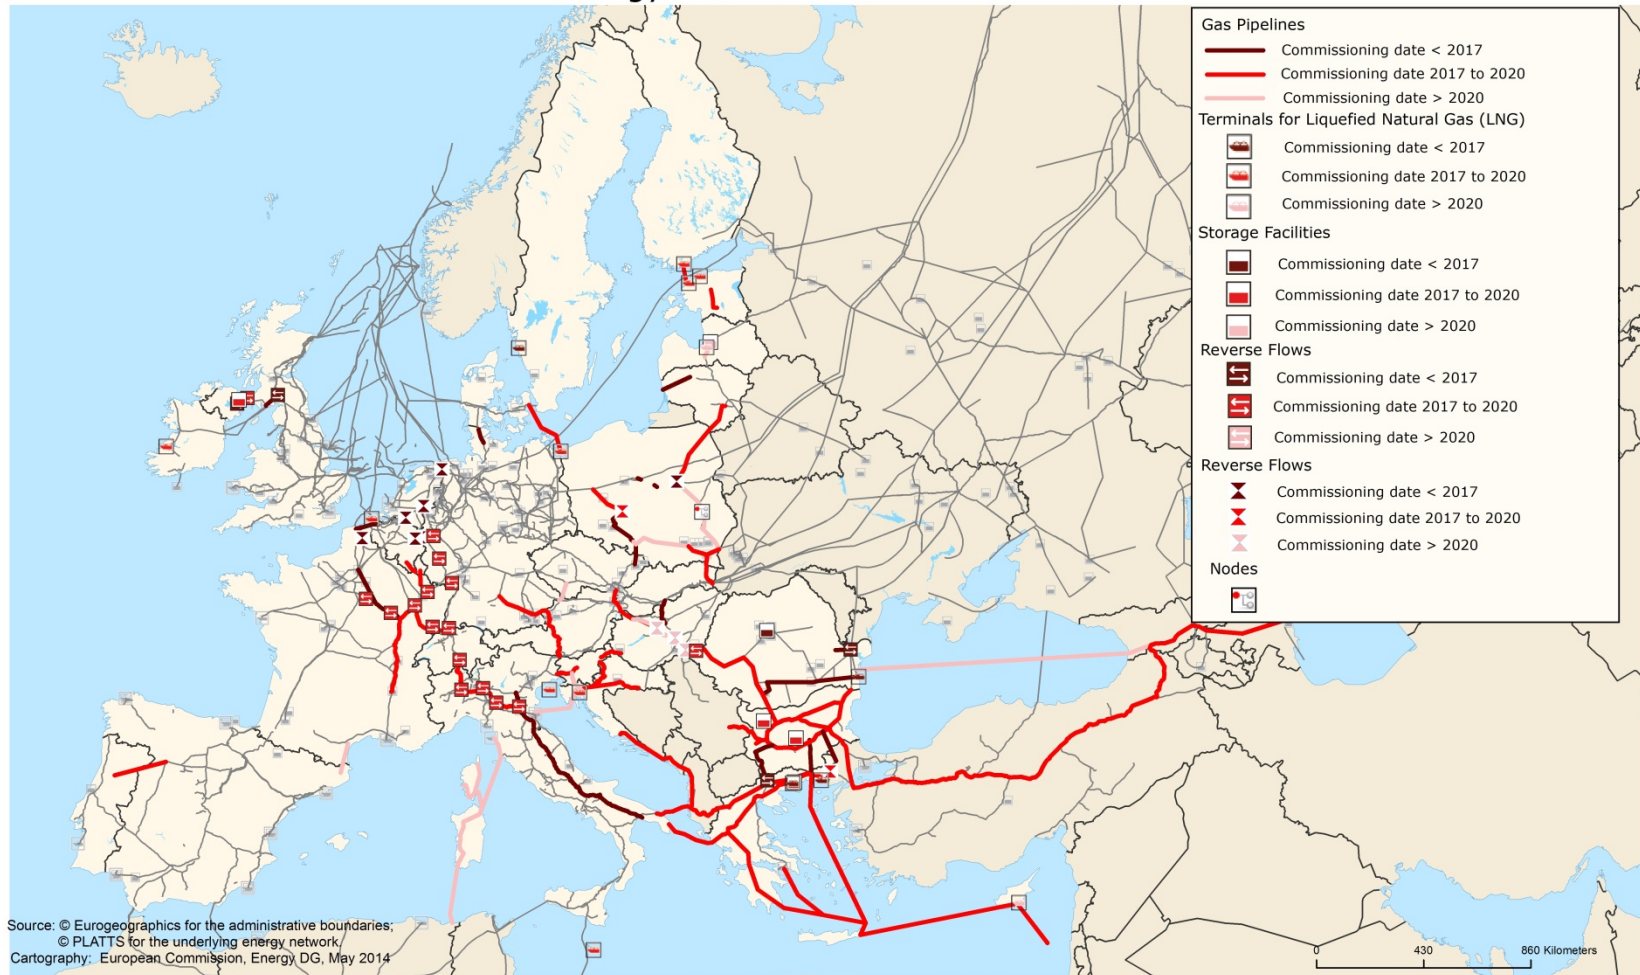 Gas Pipelines
Commissioning date < 2017
Commissioning date 2017 to 2020
Commissioning date > 2020
Terminals for Liquefied Natural Gas (LNG)
Commissioning date < 2017
Commissioning date 2017 to 2020
Commissioning date > 2020
Storage Facilities
Commissioning date < 2017
Commissioning date 2017 to 2020
Commissioning date > 2020
Reverse Flows
Commissioning date < 2017
Commissioning date 2017 to 2020
Commissioning date > 2020
Reverse Flows
Commissioning date < 2017
Commissioning date 2017 to 2020
Commissioning date > 2020
Nodes
Source: © Eurogeographics for the administrative boundaries;
© PLATTS for the underlying energy network.
Cartography: European Commission, Energy DG, May 2014
0 430 860 Kilometers